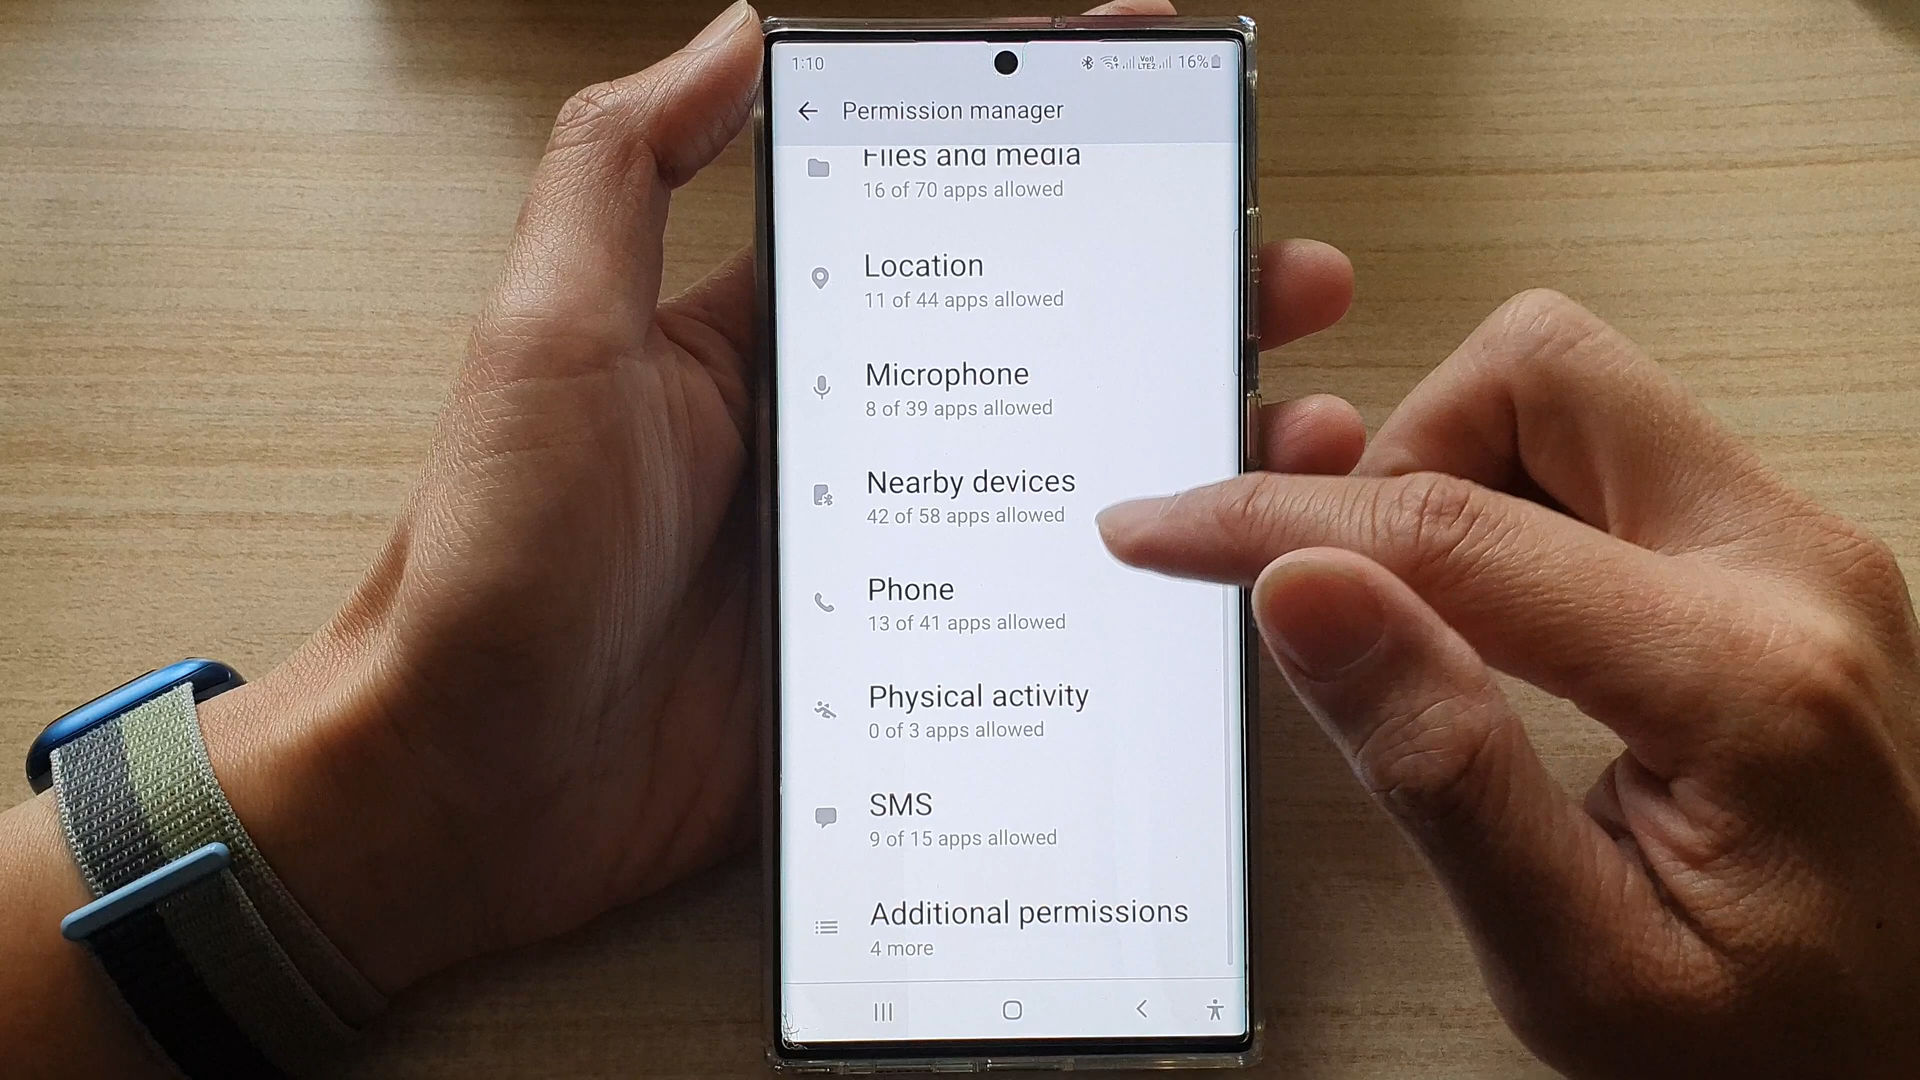 1:10
Vo))
LTE2
16%
Permission manager
Files and media
16 of 70 apps allowed
Location
11 of 44 apps allowed
Microphone
8 of 39 apps allowed
Nearby devices
42 of 58 apps allowed
Phone
13 of 41 apps allowed
Physical activity
0 of 3 apps allowed
SMS
9 of 15 apps allowed
Additional permissions
4 more